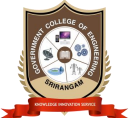 GOVERNMENT COLLEGE OF ENGINEERING
SRIRANGAM
KNOWLEDGE INNOVATION SERVICE